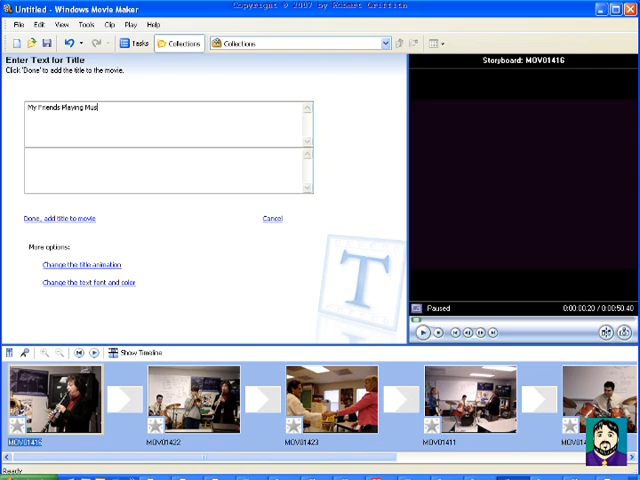 Copyright © 2007 by Robert Griffith
Untitled - Windows Movie Maker
File Edit View Tools Clip Play Help
Tasks Collections Collections
Enter Text for Title
Click 'Done' to add the title to the movie.
Storyboard: MOV01416
My Friends Playing Mus
Done, add title to movie Cancel
More options:
Change the title animation
Change the text font and color
T
Paused 0:00:00.20 / 0:00:50.40
Show Timeline
MOV01416 MOV01422 MOV01423 MOV01411
Ready